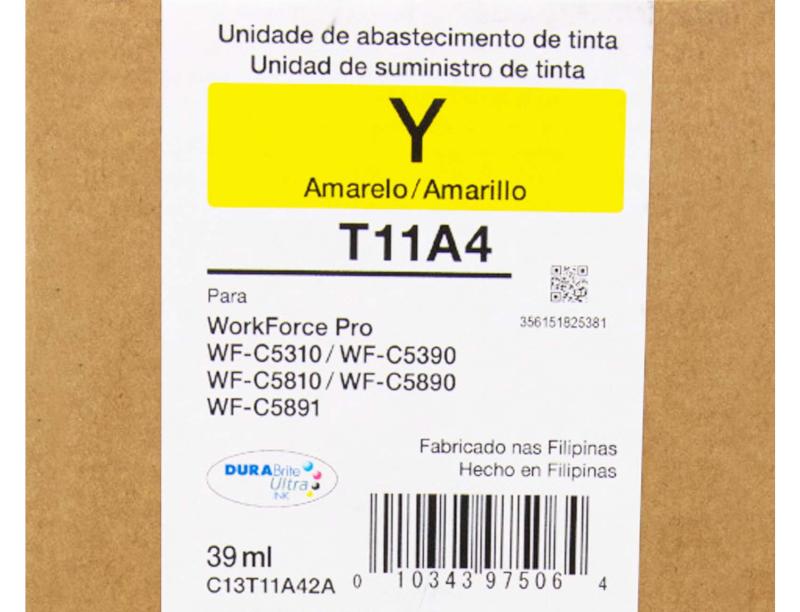 Unidade de abastecimento de tinta
Unidad de suministro de tinta
Y
Amarelo/Amarillo
T11A4
Para
356151825381
WorkForce Pro
WF-C5310 / WF-C5390
WF-C5810 / WF-C5890
WF-C5891
Fabricado nas Filipinas
Hecho en Filipinas
DURABrite
Ultra
INK
39 ml
C13T11A42A
0 10343 97506 4